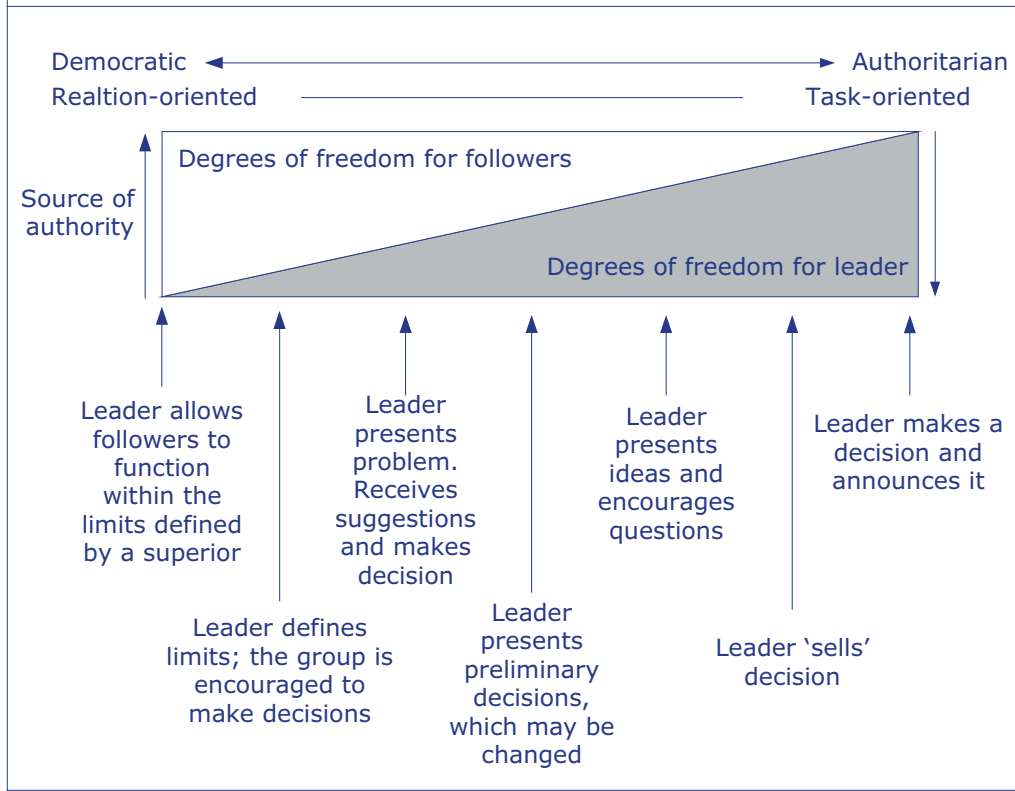 Democratic
Authoritarian
Realtion-oriented
Task-oriented
Degrees of freedom for followers
Source of
authority
Degrees of freedom for leader
Leader allows
followers to
function
within the
limits defined
by a superior
Leader defines
limits; the group is
encouraged to
make decisions
Leader
presents
problem.
Receives
suggestions
and makes
decision
Leader
presents
preliminary
decisions,
which may be
changed
Leader
presents
ideas and
encourages
questions
Leader ‘sells’
decision
Leader makes a
decision and
announces it